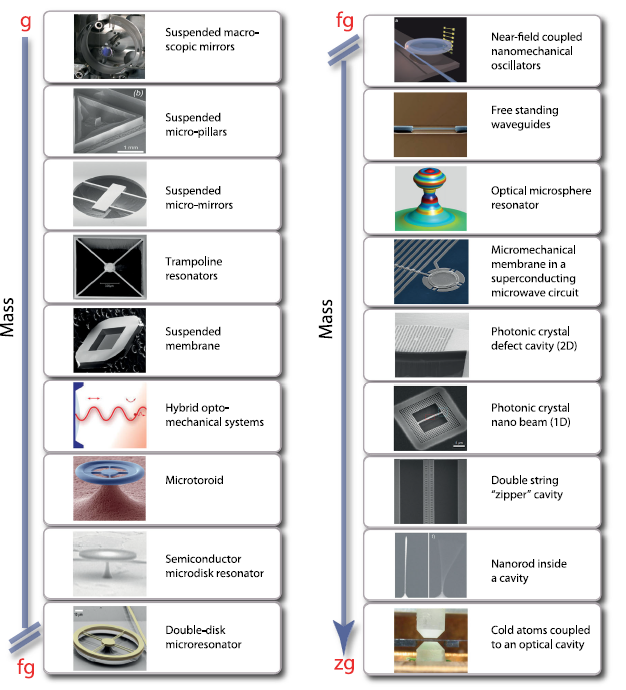 g
Suspended macro-
scopic mirrors
(b)
1 mm
Suspended
micro-pillars
Suspended
micro-mirrors
Trampoline
resonators
Suspended
membrane
Hybrid opto-
mechanical systems
Microtoroid
Semiconductor
microdisk resonator
Double-disk
microresonator
Mass
fg
fg
a
Near-field coupled
nanomechanical
oscillators
Free standing
waveguides
Optical microsphere
resonator
Micromechanical
membrane in a
superconducting
microwave circuit
Photonic crystal
defect cavity (2D)
Photonic crystal
nano beam (1D)
Double string
“zipper” cavity
Nanorod inside
a cavity
Cold atoms coupled
to an optical cavity
Mass
zg